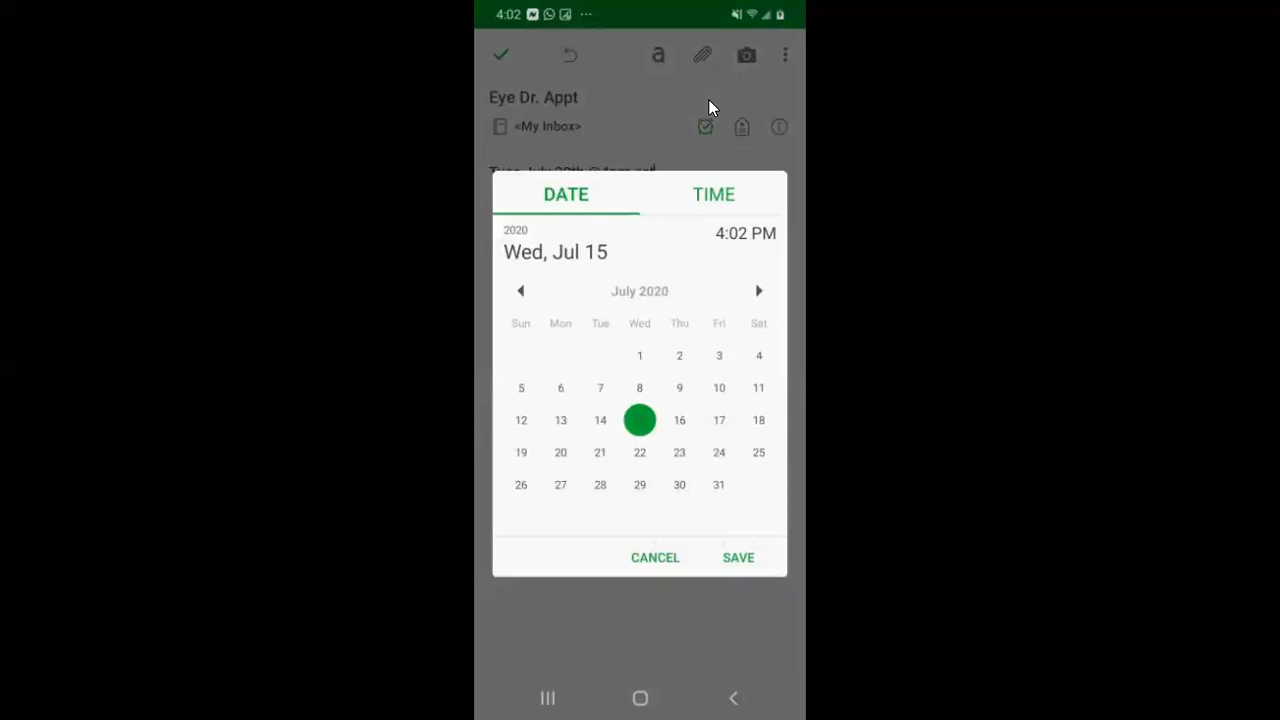 4:02
a
Eye Dr. Appt
<My Inbox>
DATE TIME
2020
Wed, Jul 15 4:02 PM
July 2020
Sun Mon Tue Wed Thu Fri Sat
1 2 3 4
5 6 7 8 9 10 11
12 13 14 15 16 17 18
19 20 21 22 23 24 25
26 27 28 29 30 31
CANCEL SAVE